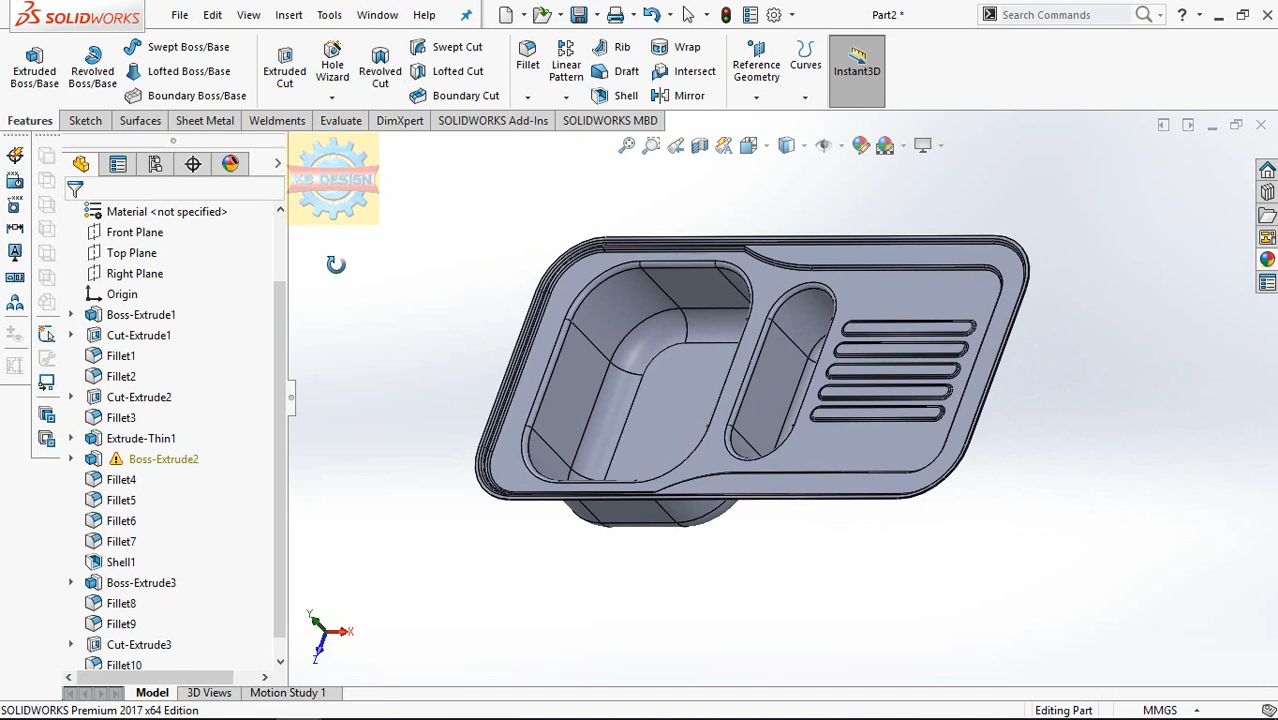 SOLIDWORKS
File Edit View Insert Tools Window Help
Part2 *
Search Commands
?
Extruded Boss/Base
Revolved Boss/Base
Swept Boss/Base
Lofted Boss/Base
Boundary Boss/Base
Extruded Cut
Hole Wizard
Revolved Cut
Swept Cut
Lofted Cut
Boundary Cut
Fillet
Linear Pattern
Rib
Draft
Shell
Wrap
Intersect
Mirror
Reference Geometry
Curves
Instant3D
Features Sketch Surfaces Sheet Metal Weldments Evaluate DimXpert SOLIDWORKS Add-Ins SOLIDWORKS MBD
Material <not specified>
Front Plane
Top Plane
Right Plane
Origin
Boss-Extrude1
Cut-Extrude1
Fillet1
Fillet2
Cut-Extrude2
Fillet3
Extrude-Thin1
Boss-Extrude2
Fillet4
Fillet5
Fillet6
Fillet7
Shell1
Boss-Extrude3
Fillet8
Fillet9
Cut-Extrude3
Fillet10
Y
X
Z
Model 3D Views Motion Study 1
SOLIDWORKS Premium 2017 x64 Edition
Editing Part
MMGS